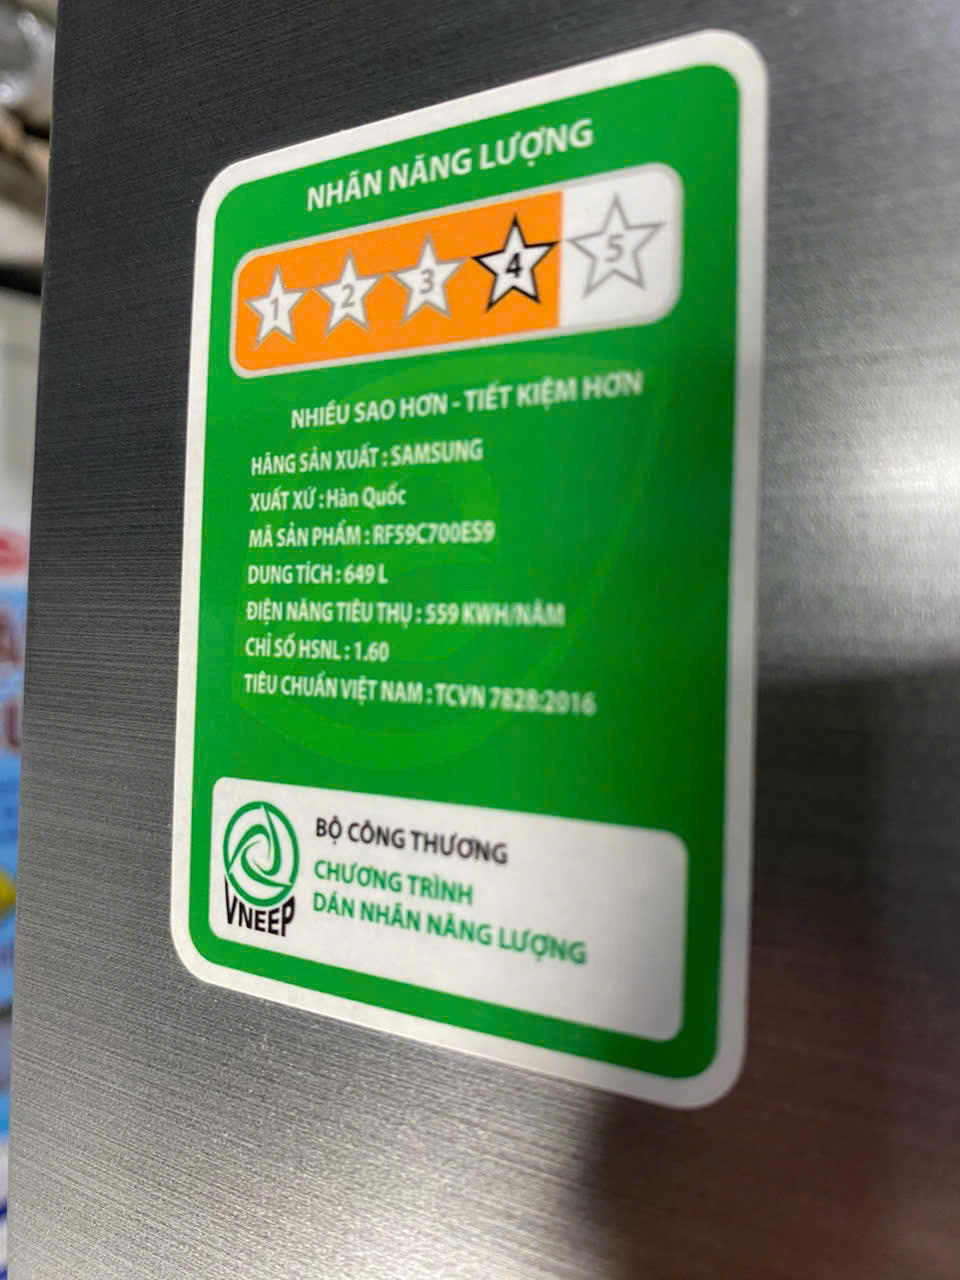 NHÃN NĂNG LƯỢNG
1 2 3 4 5
NHIỀU SAO HƠN - TIẾT KIỆM HƠN
HÃNG SẢN XUẤT : SAMSUNG
XUẤT XỨ : Hàn Quốc
MÃ SẢN PHẨM : RF59C700ES9
DUNG TÍCH : 649 L
ĐIỆN NĂNG TIÊU THỤ : 559 KWH/NĂM
CHỈ SỐ HSNL : 1.60
TIÊU CHUẨN VIỆT NAM : TCVN 7828:2016
BỘ CÔNG THƯƠNG
CHƯƠNG TRÌNH
DÁN NHÃN NĂNG LƯỢNG
VNEEP